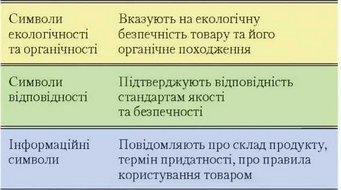 Символи екологічності та органічності
Вказують на екологічну безпечність товару та його органічне походження
Символи відповідності
Підтверджують відповідність стандартам якості та безпечності
Інформаційні символи
Повідомляють про склад продукту, термін придатності, про правила користування товаром